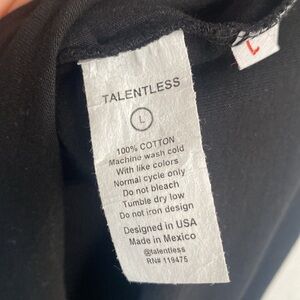 TALENTLESS
L
100% COTTON
Machine wash cold
With like colors
Normal cycle only
Do not bleach
Tumble dry low
Do not iron design
Designed in USA
Made in Mexico
@talentless
RN# 119475
L